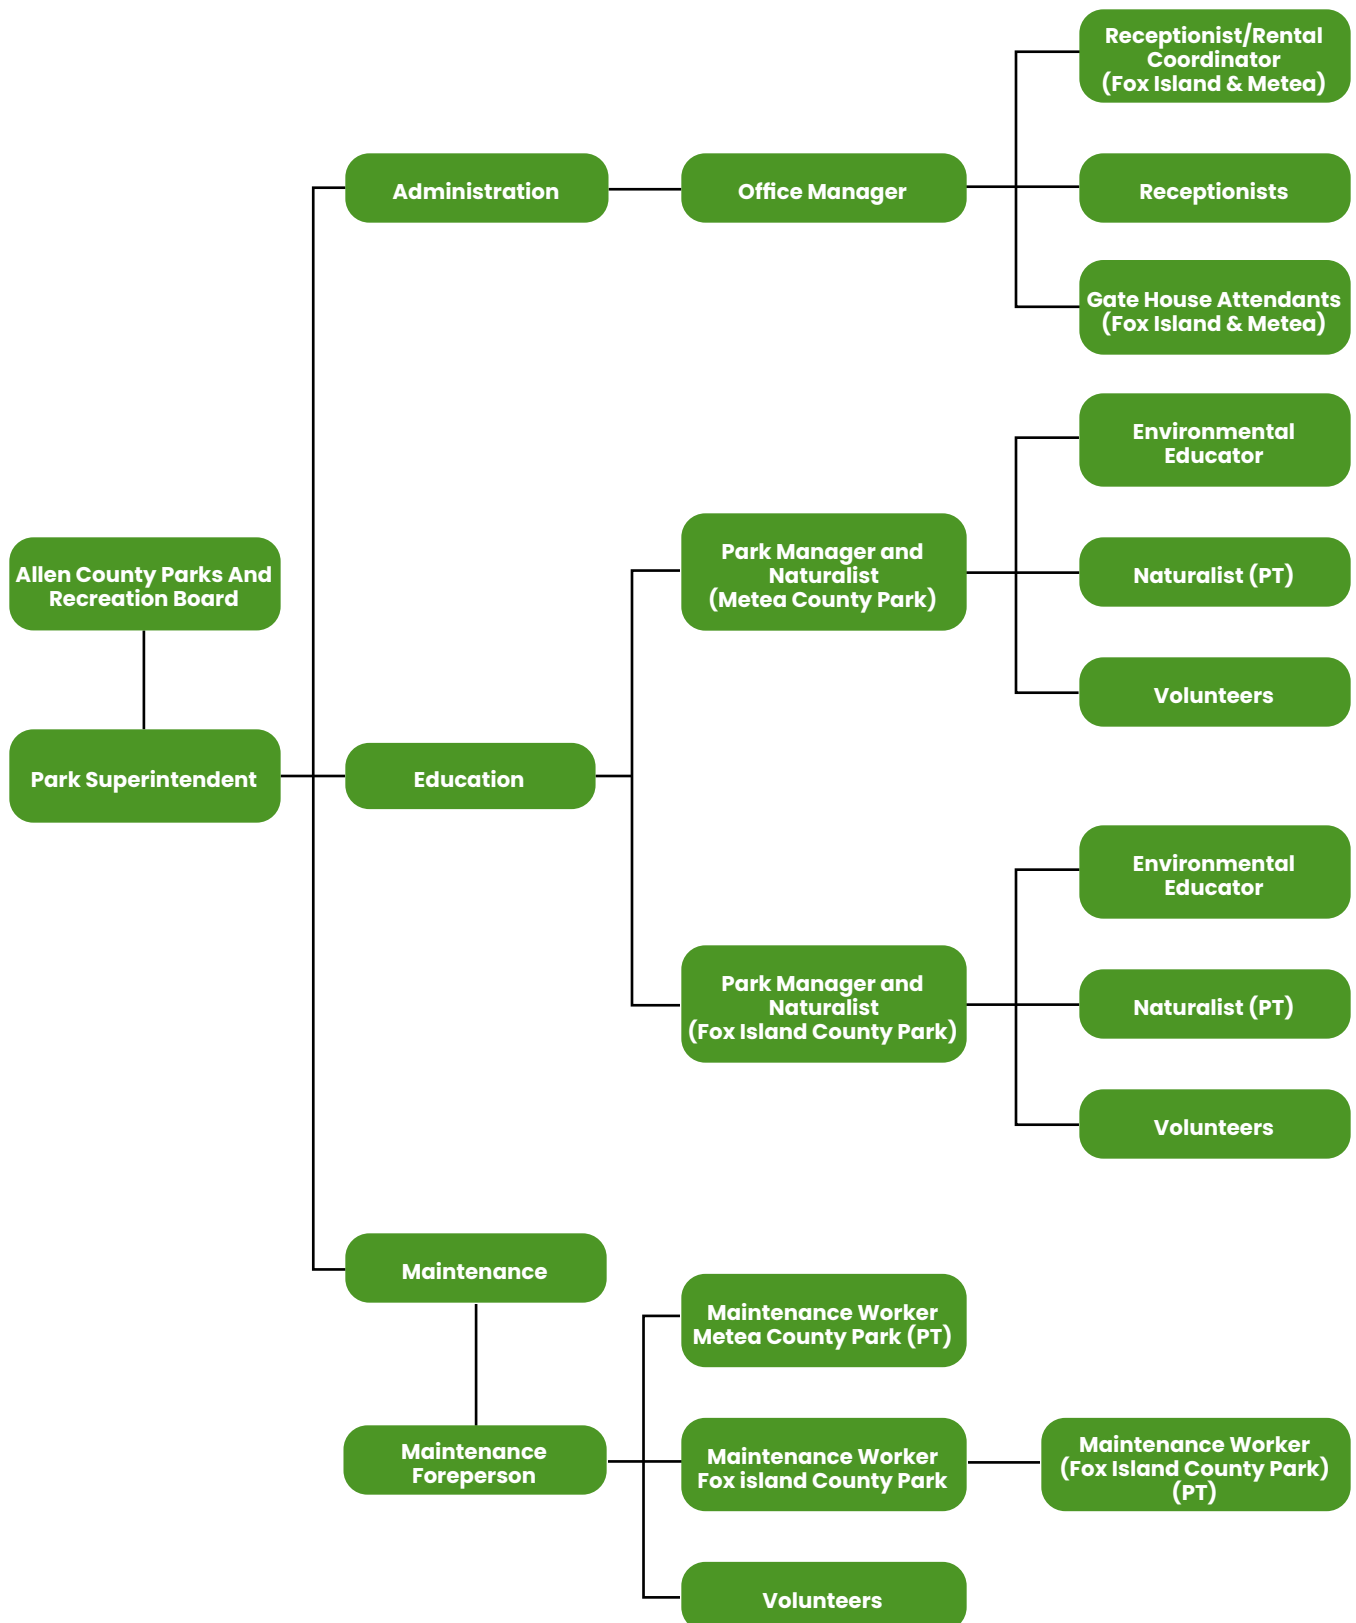 Receptionist/Rental
Coordinator
(Fox Island & Metea)
Administration
Office Manager
Receptionists
Gate House Attendants
(Fox Island & Metea)
Environmental
Educator
Park Manager and
Naturalist
(Metea County Park)
Naturalist (PT)
Volunteers
Allen County Parks And
Recreation Board
Park Superintendent
Education
Environmental
Educator
Park Manager and
Naturalist
(Fox Island County Park)
Naturalist (PT)
Volunteers
Maintenance
Maintenance Worker
Metea County Park (PT)
Maintenance
Foreperson
Maintenance Worker
Fox island County Park
Maintenance Worker
(Fox Island County Park)
(PT)
Volunteers